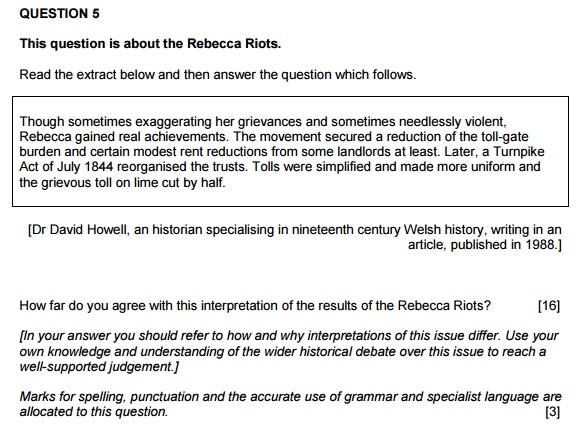 QUESTION 5
This question is about the Rebecca Riots.
Read the extract below and then answer the question which follows.
Though sometimes exaggerating her grievances and sometimes needlessly violent,
Rebecca gained real achievements. The movement secured a reduction of the toll-gate
burden and certain modest rent reductions from some landlords at least. Later, a Turnpike
Act of July 1844 reorganised the trusts. Tolls were simplified and made more uniform and
the grievous toll on lime cut by half.
[Dr David Howell, an historian specialising in nineteenth century Welsh history, writing in an
article, published in 1988.]
How far do you agree with this interpretation of the results of the Rebecca Riots? [16]
[In your answer you should refer to how and why interpretations of this issue differ. Use your
own knowledge and understanding of the wider historical debate over this issue to reach a
well-supported judgement.]
Marks for spelling, punctuation and the accurate use of grammar and specialist language are
allocated to this question. [3]